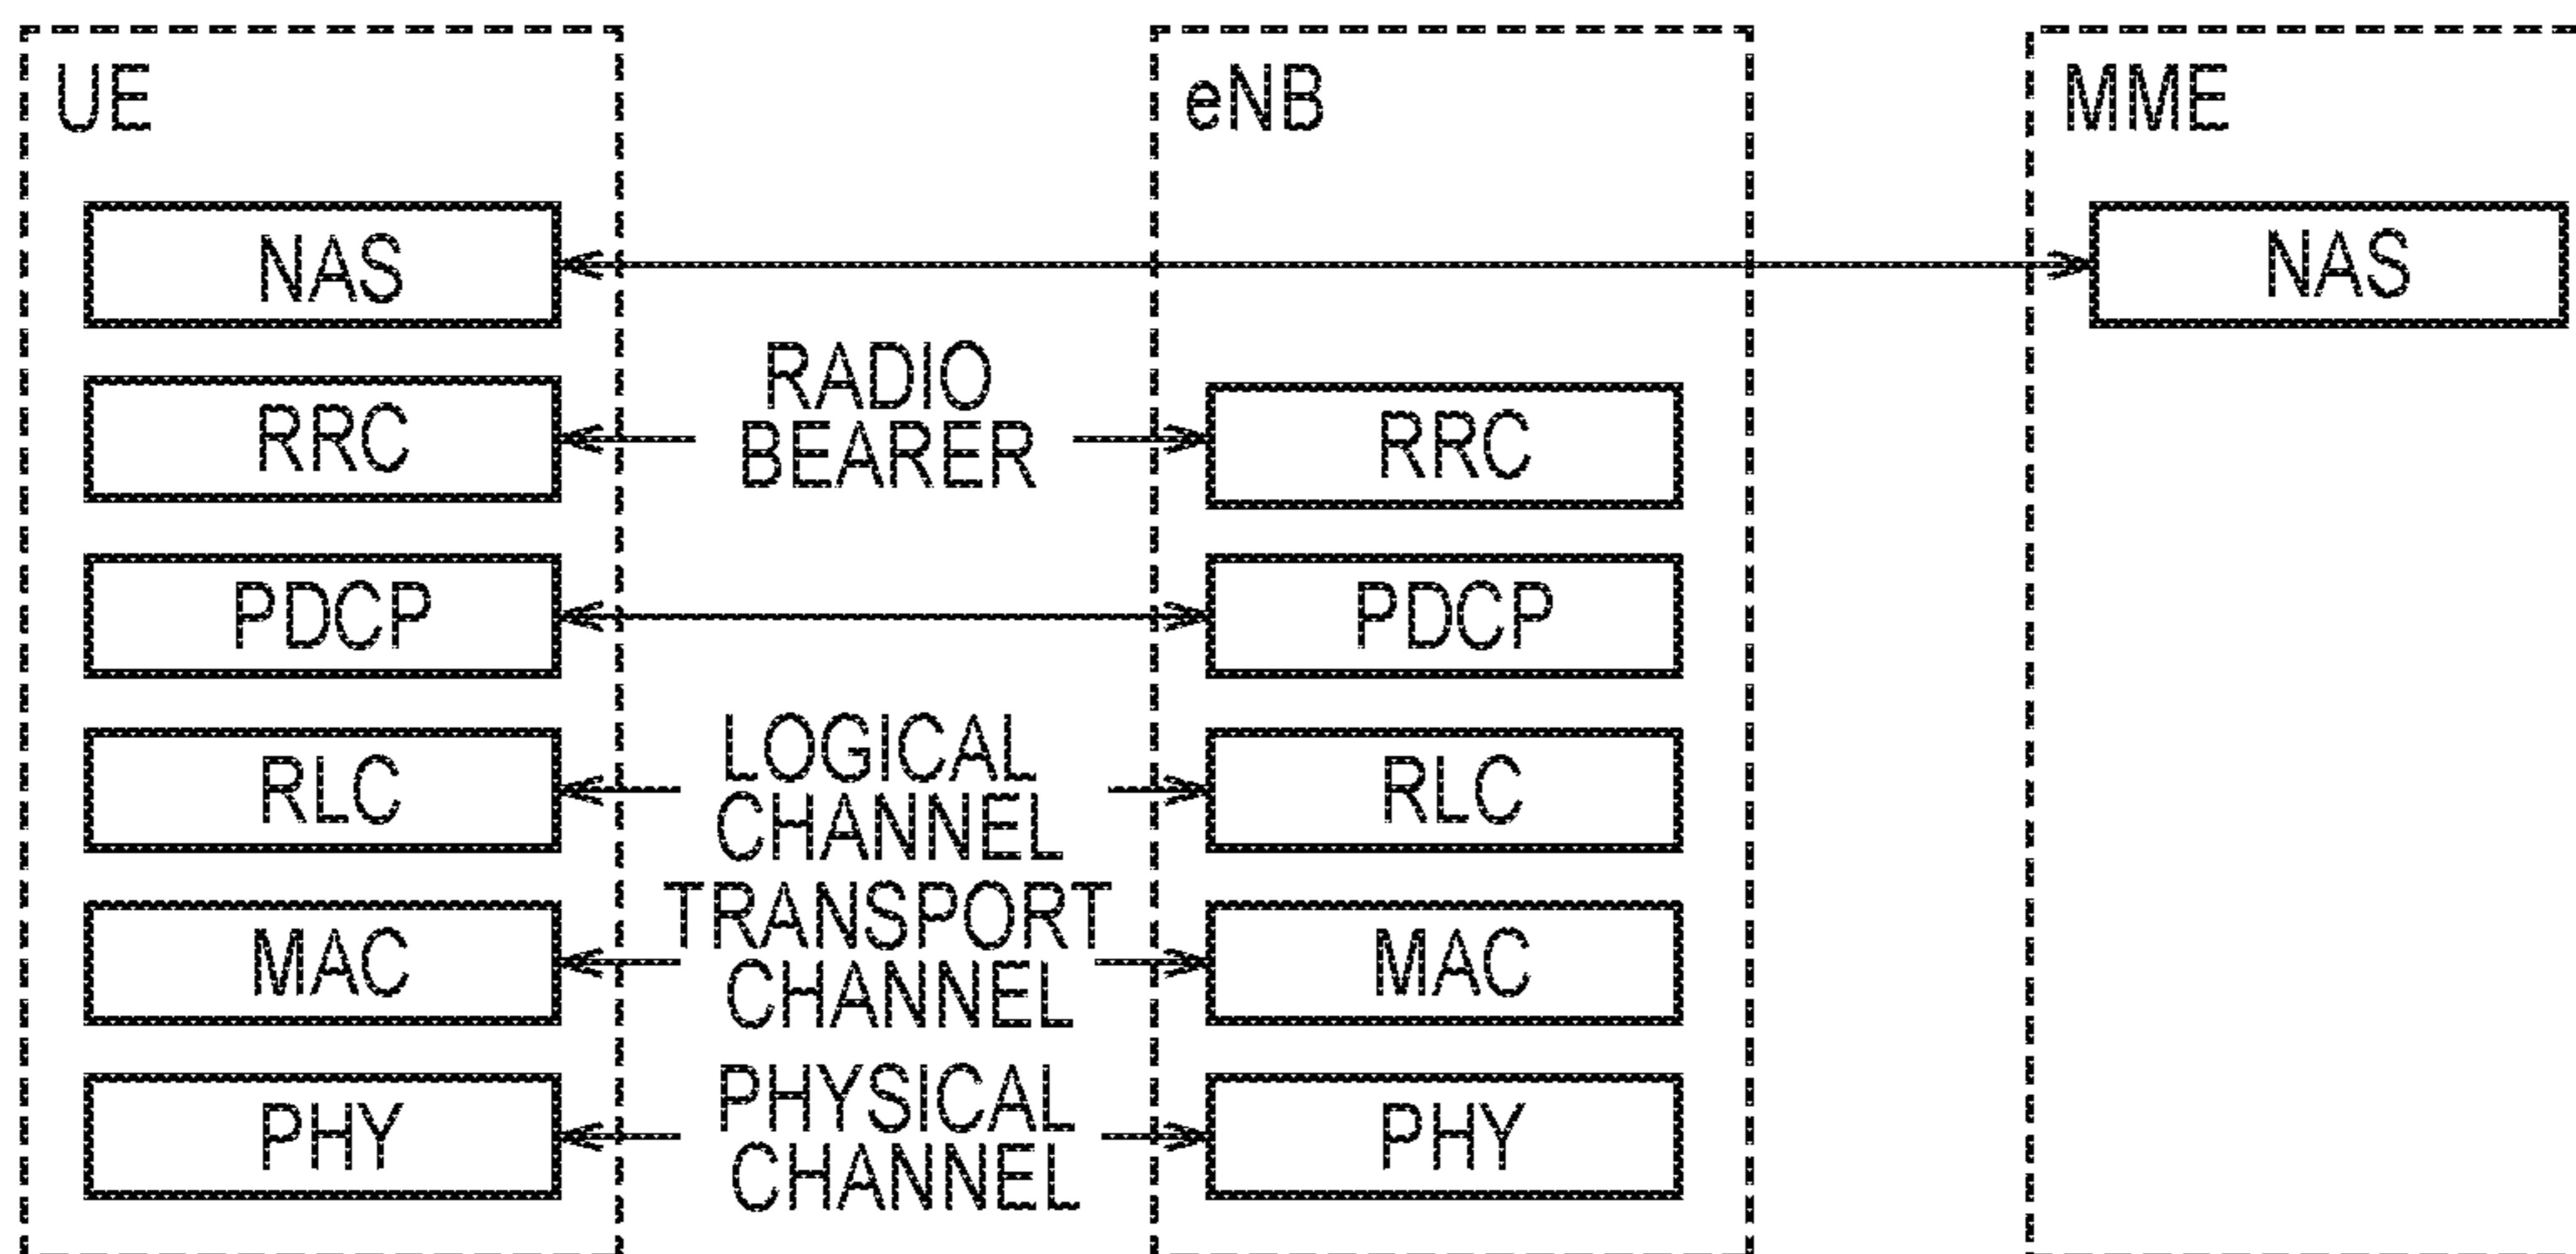 UE
eNB
MME
NAS
NAS
RADIO
BEARER
RRC
RRC
PDCP
PDCP
LOGICAL
CHANNEL
RLC
RLC
TRANSPORT
CHANNEL
MAC
MAC
PHYSICAL
CHANNEL
PHY
PHY